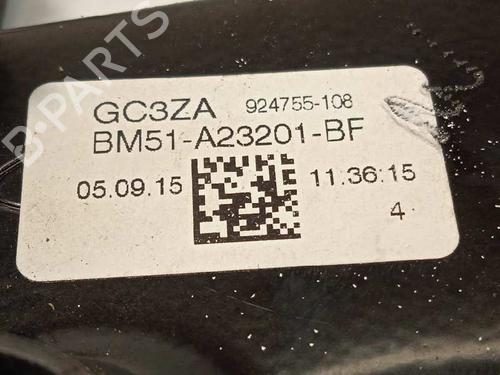 B-PARTS
GC3ZA 924755-108
BM51-A23201-BF
05.09.15 11:36:15
4